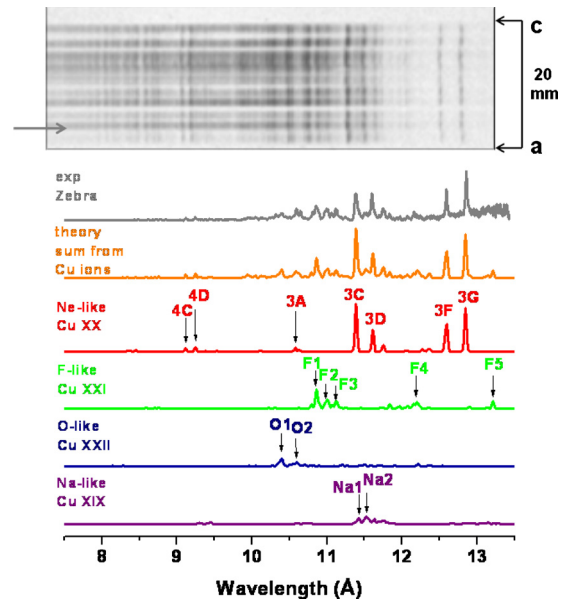 c
20
mm
a
exp
Zebra
theory
sum from
Cu ions
Ne-like
Cu XX
4C
4D
3A
3C
3D
3F
3G
F-like
Cu XXI
F1
F2
F3
F4
F5
O-like
Cu XXII
O1
O2
Na-like
Cu XIX
Na1
Na2
8 9 10 11 12 13
Wavelength (Å)